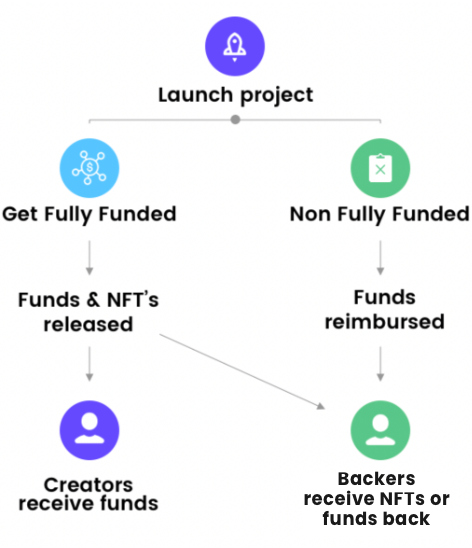 Launch project
Get Fully Funded
Non Fully Funded
Funds & NFT's
released
Funds
reimbursed
Creators
receive funds
Backers
receive NFTs or
funds back